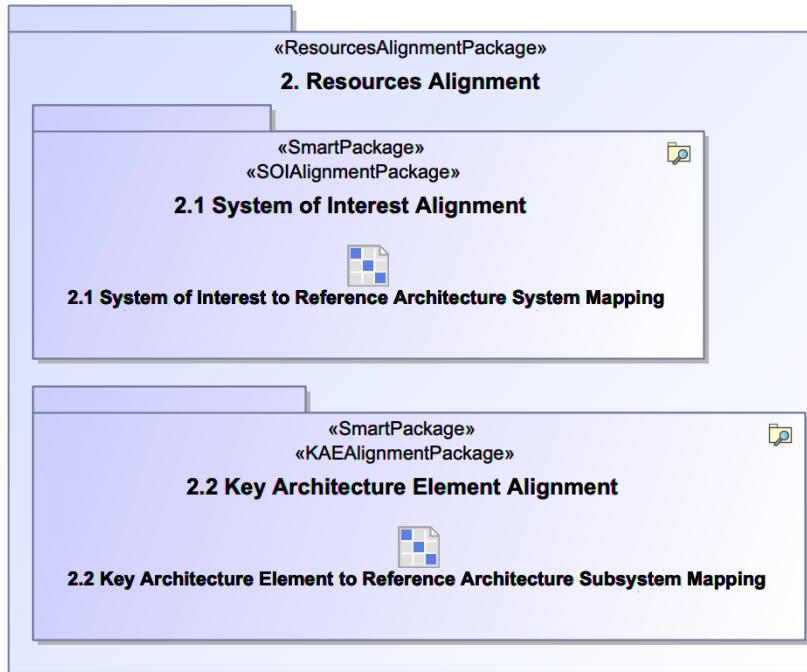 «ResourcesAlignmentPackage»
2. Resources Alignment
«SmartPackage»
«SOIAlignmentPackage»
2.1 System of Interest Alignment
2.1 System of Interest to Reference Architecture System Mapping
«SmartPackage»
«KAEAlignmentPackage»
2.2 Key Architecture Element Alignment
2.2 Key Architecture Element to Reference Architecture Subsystem Mapping